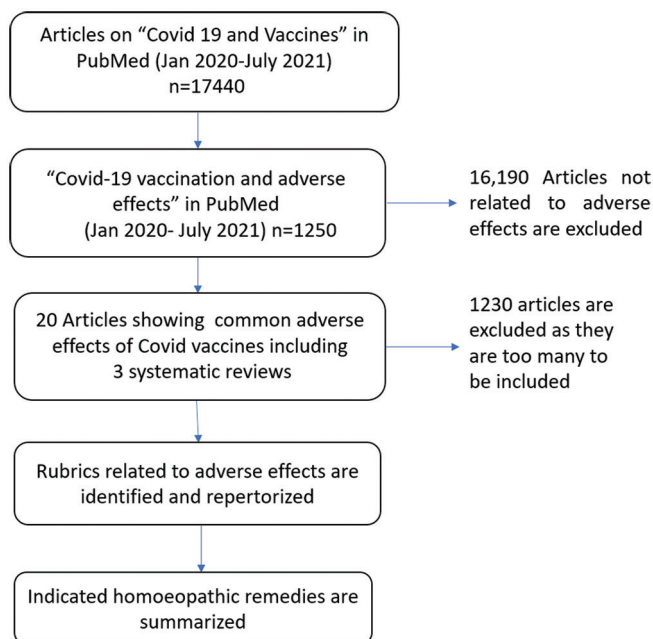 Articles on “Covid 19 and Vaccines” in
PubMed (Jan 2020-July 2021)
n=17440
“Covid-19 vaccination and adverse
effects” in PubMed
(Jan 2020- July 2021) n=1250
16,190 Articles not
related to adverse
effects are excluded
20 Articles showing common adverse
effects of Covid vaccines including
3 systematic reviews
1230 articles are
excluded as they
are too many to
be included
Rubrics related to adverse effects are
identified and repertorized
Indicated homoeopathic remedies are
summarized